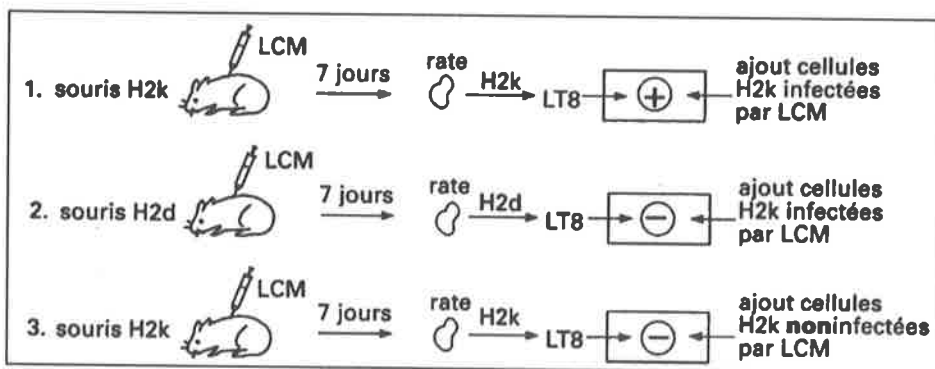 LCM
1. souris H2k
7 jours
rate
H2k
LT8
+
ajout cellules
H2k infectées
par LCM
LCM
2. souris H2d
7 jours
rate
H2d
LT8
−
ajout cellules
H2k infectées
par LCM
LCM
3. souris H2k
7 jours
rate
H2k
LT8
−
ajout cellules
H2k noninfectées
par LCM